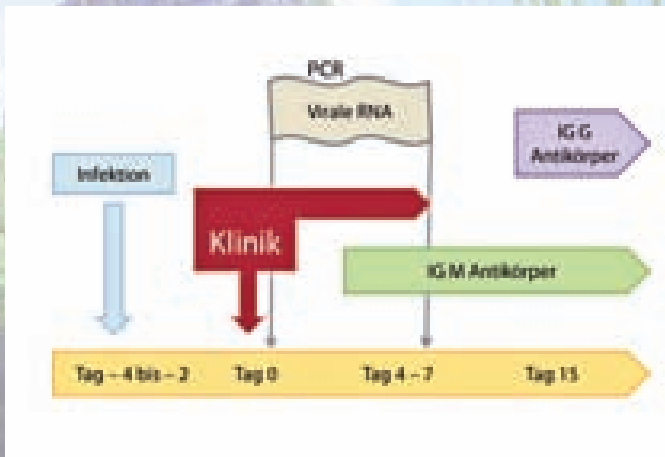 PCR
Virale RNA
IG G
Antikörper
Infektion
Klinik
IG M Antikörper
Tag – 4 bis – 2
Tag 0
Tag 4 – 7
Tag 15